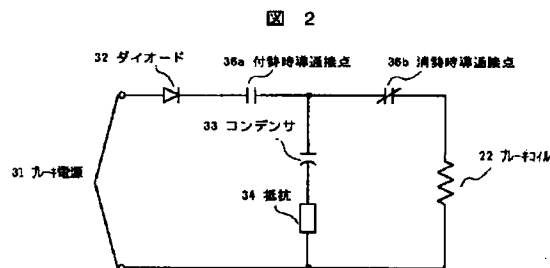 図 2
32 ダイオード
36a 付勢時導通接点
36b 消勢時導通接点
33 コンデンサ
31 ブレーキ電源
34 抵抗
22 ブレーキコイル